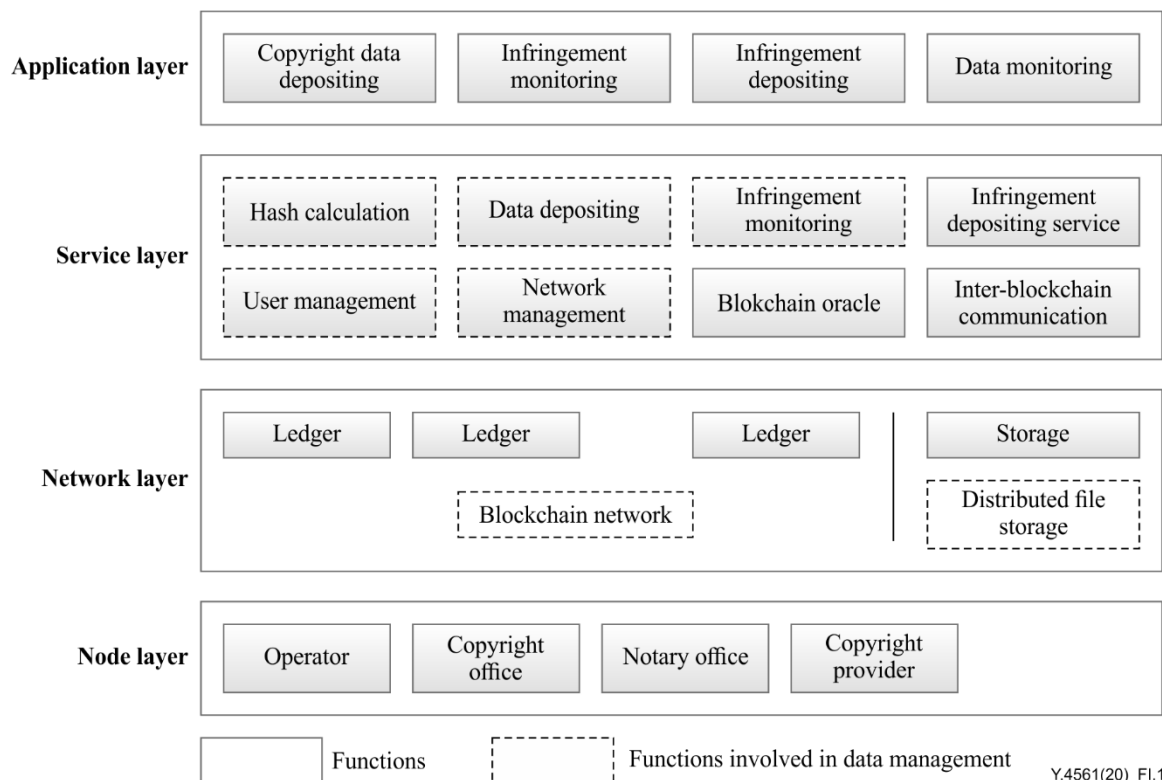 Application layer
Copyright data
depositing
Infringement
monitoring
Infringement
depositing
Data monitoring
Service layer
Hash calculation
Data depositing
Infringement
monitoring
Infringement
depositing service
User management
Network
management
Blokchain oracle
Inter-blockchain
communication
Network layer
Ledger
Ledger
Ledger
Storage
Blockchain network
Distributed file
storage
Node layer
Operator
Copyright
office
Notary office
Copyright
provider
Functions
Functions involved in data management
Y.4561(20)_FI.1